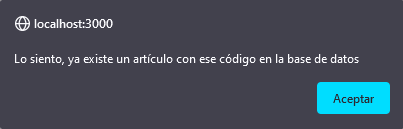 localhost:3000
Lo siento, ya existe un artículo con ese código en la base de datos
Aceptar